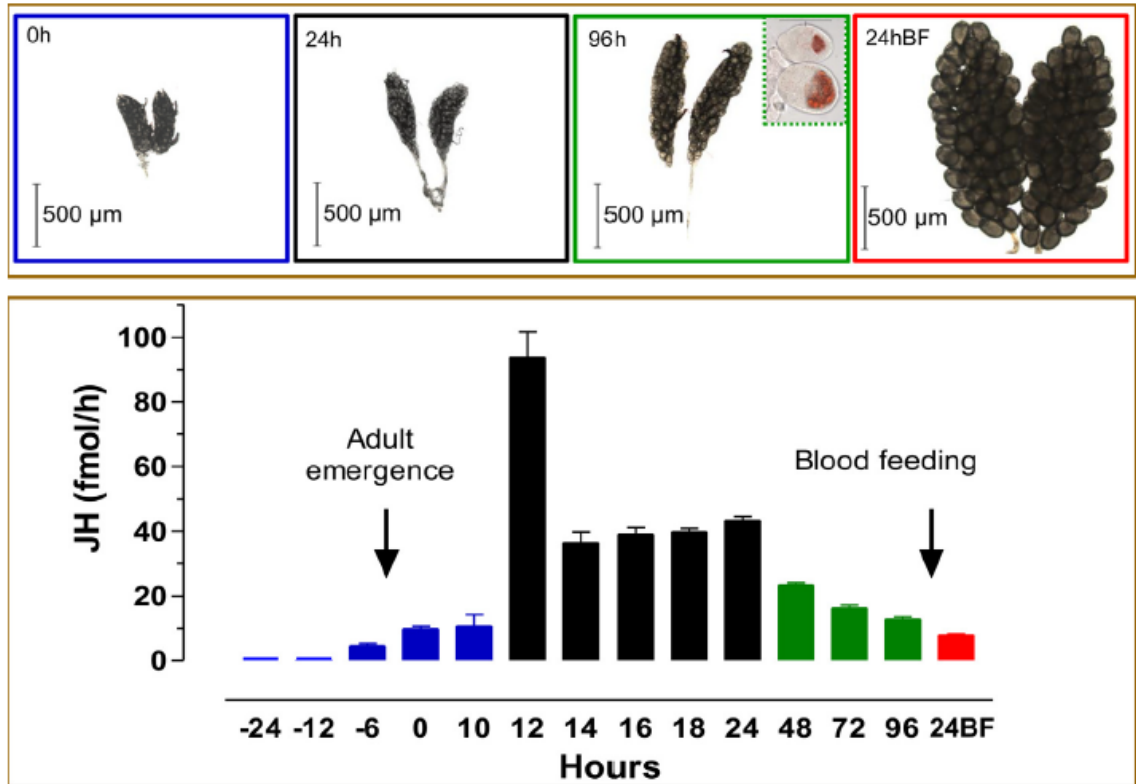 0h
24h
96h
24hBF
500 µm
500 µm
500 µm
500 µm
JH (fmol/h)
100
80
60
40
20
0
Adult
emergence
Blood feeding
-24 -12 -6 0 10 12 14 16 18 24 48 72 96 24BF
Hours